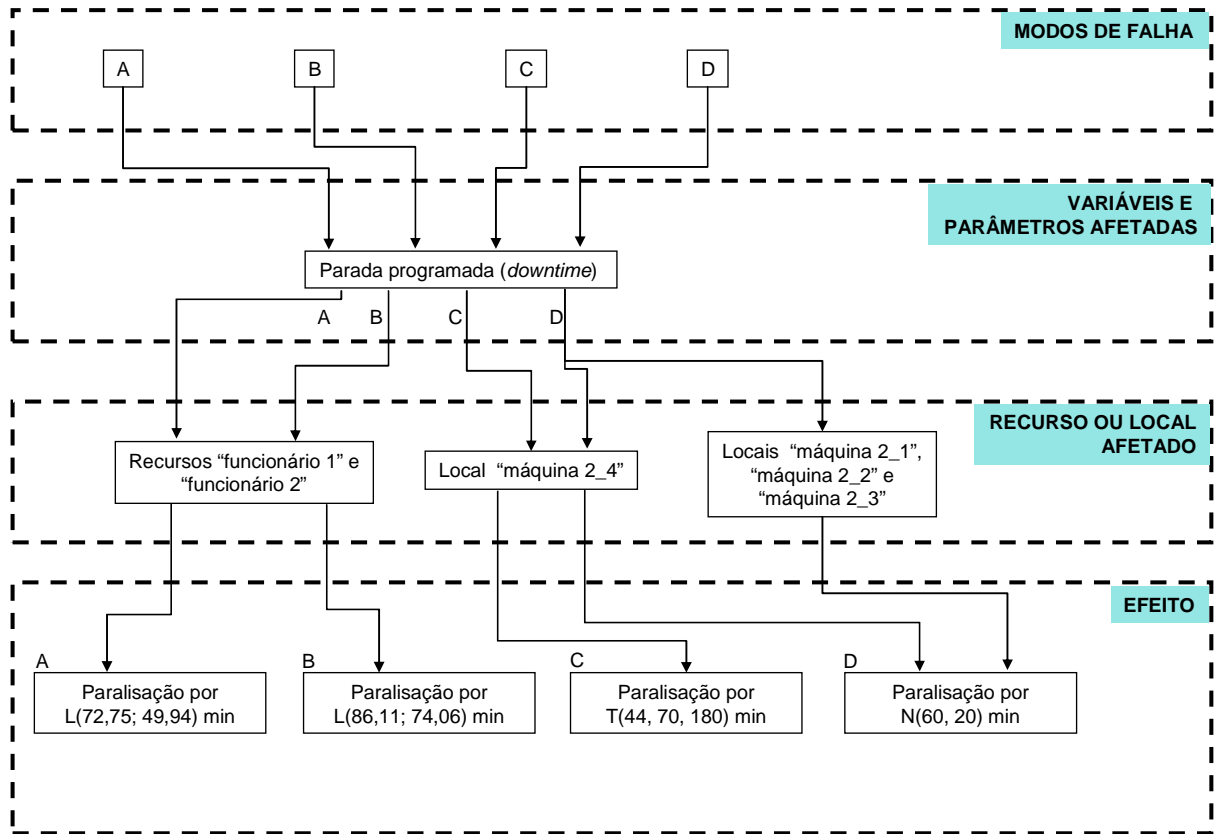 MODOS DE FALHA
A
B
C
D
VARIÁVEIS E
PARÂMETROS AFETADAS
Parada programada (downtime)
A
B
C
D
RECURSO OU LOCAL
AFETADO
Recursos “funcionário 1” e
“funcionário 2”
Local “máquina 2_4”
Locais “máquina 2_1”,
“máquina 2_2” e
“máquina 2_3”
EFEITO
A
Paralisação por
L(72,75; 49,94) min
B
Paralisação por
L(86,11; 74,06) min
C
Paralisação por
T(44, 70, 180) min
D
Paralisação por
N(60, 20) min